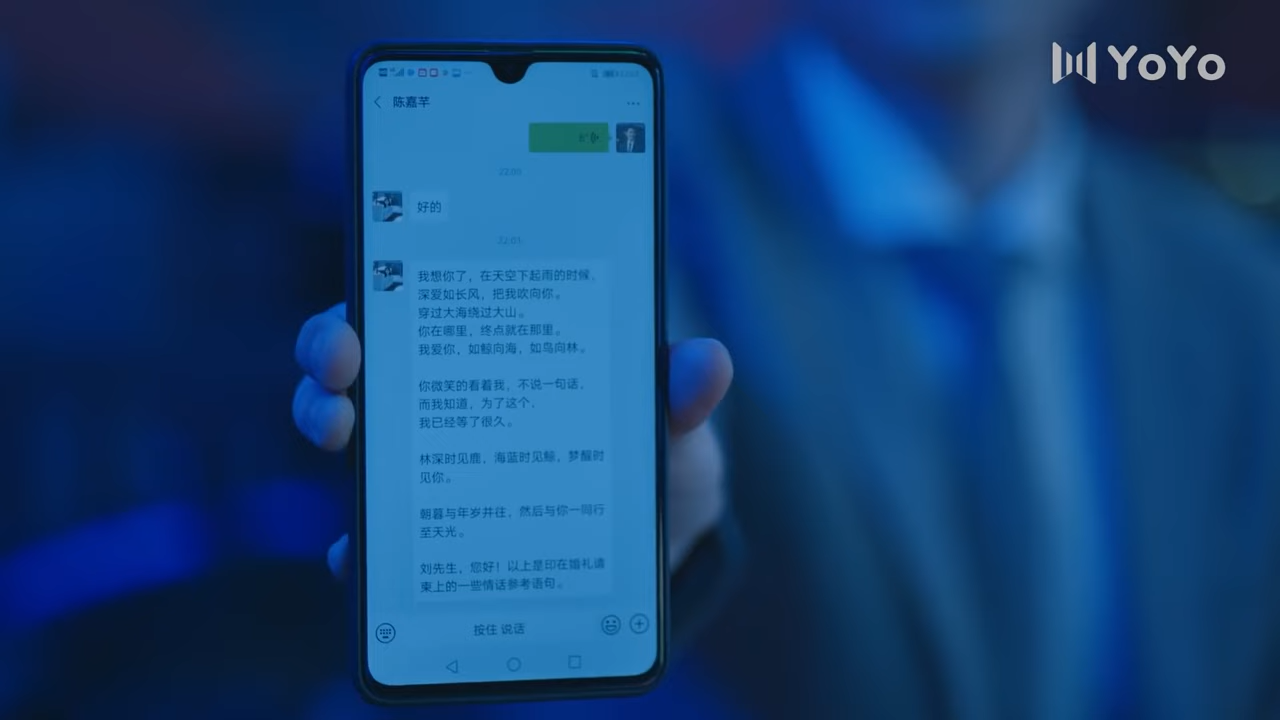 YoYo
陈嘉芊
22:00
好的
22:01
我想你了，在天空下起雨的时候，
深爱如长风，把我吹向你。
穿过大海绕过大山。
你在哪里，终点就在那里。
我爱你，如鲸向海，如鸟向林。
你微笑的看着我，不说一句话，
而我知道，为了这个，
我已经等了很久。
林深时见鹿，海蓝时见鲸，梦醒时
见你。
朝暮与年岁并往，然后与你一同行
至天光。
刘先生，您好！以上是印在婚礼请
柬上的一些情话参考语句。
按住 说话